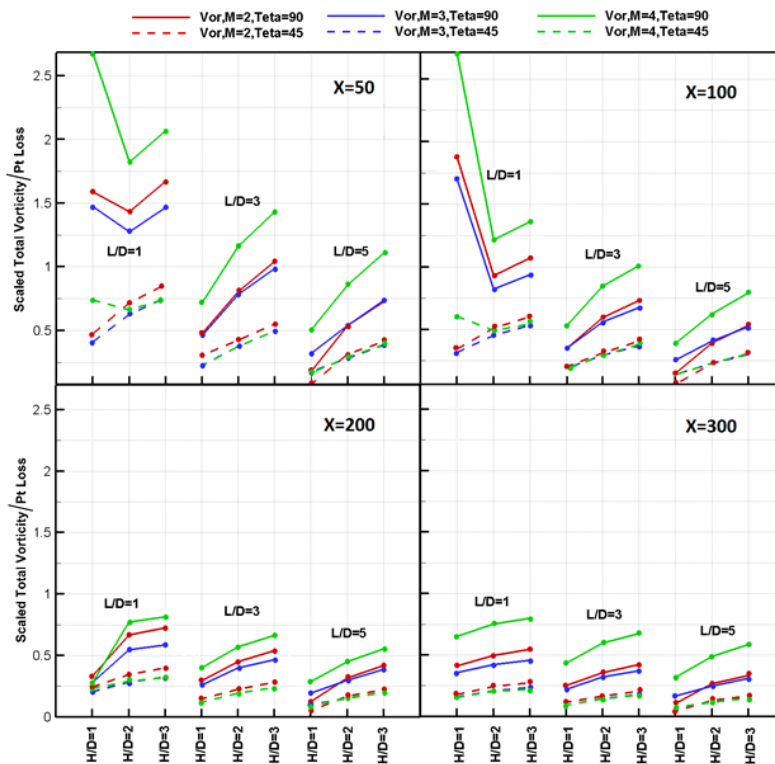 Vor,M=2,Teta=90 Vor,M=3,Teta=90 Vor,M=4,Teta=90
Vor,M=2,Teta=45 Vor,M=3,Teta=45 Vor,M=4,Teta=45
Scaled Total Vorticity/Pt Loss
2.5
2
1.5
1
0.5
X=50
L/D=1
L/D=3
L/D=5
X=100
L/D=1
L/D=3
L/D=5
Scaled Total Vorticity/Pt Loss
2.5
2
1.5
1
0.5
0
X=200
L/D=1
L/D=3
L/D=5
X=300
L/D=1
L/D=3
L/D=5
H/D=1 H/D=2 H/D=3 H/D=1 H/D=2 H/D=3 H/D=1 H/D=2 H/D=3 H/D=1 H/D=2 H/D=3 H/D=1 H/D=2 H/D=3 H/D=1 H/D=2 H/D=3